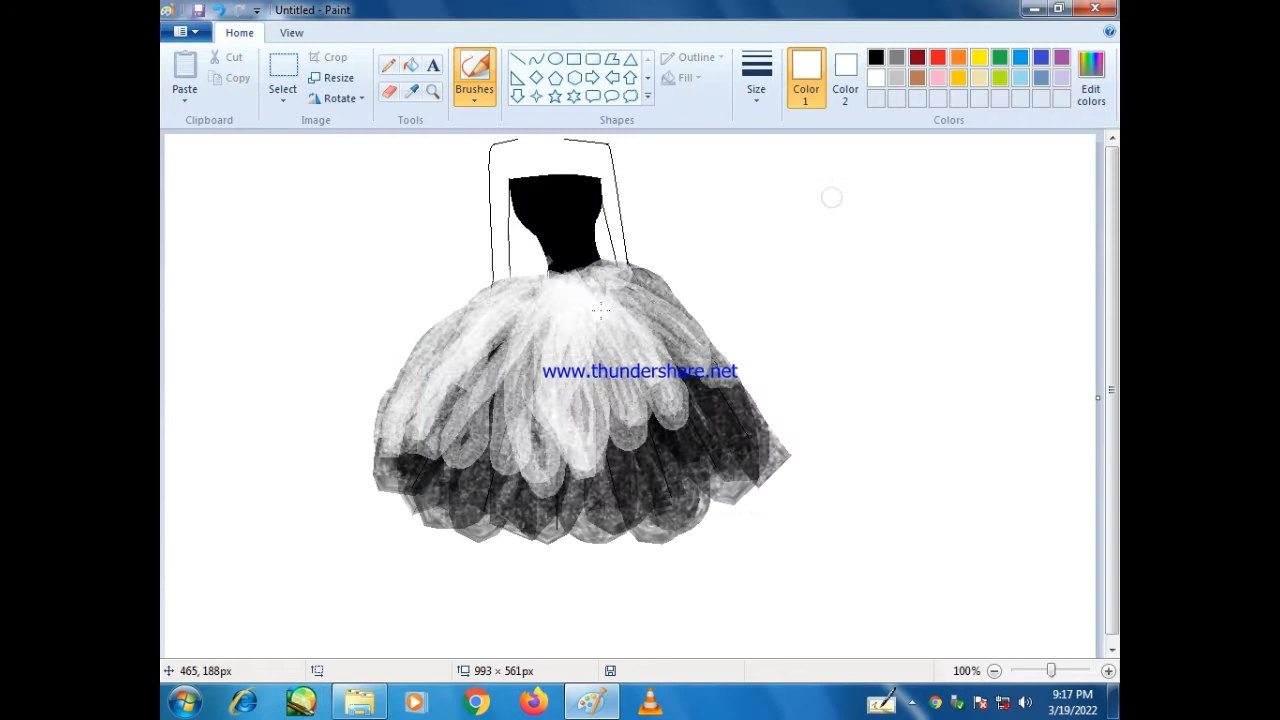 Untitled - Paint
Home View
Paste
Cut
Copy
Clipboard
Select
Crop
Resize
Rotate
Image
A
Tools
Brushes
Outline
Fill
Shapes
Size
Color 1
Color 2
Edit colors
Colors
www.thundershare.net
465, 188px
993 × 561px
100%
9:17 PM
3/19/2022